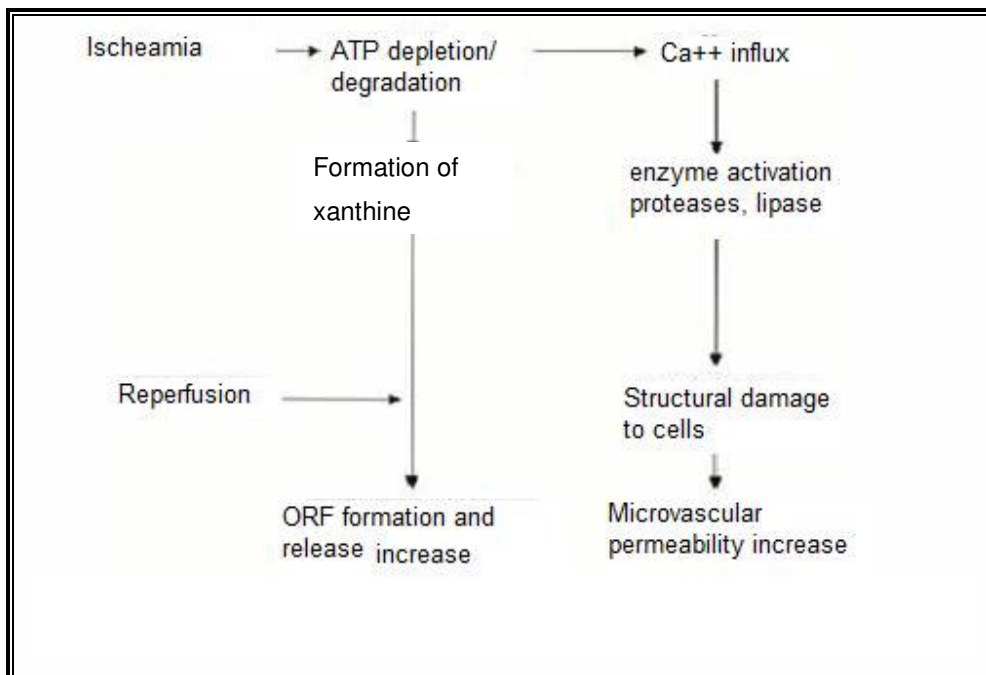 Ischeamia
ATP depletion/
degradation
Ca++ influx
Formation of
xanthine
enzyme activation
proteases, lipase
Reperfusion
Structural damage
to cells
ORF formation and
release increase
Microvascular
permeability increase